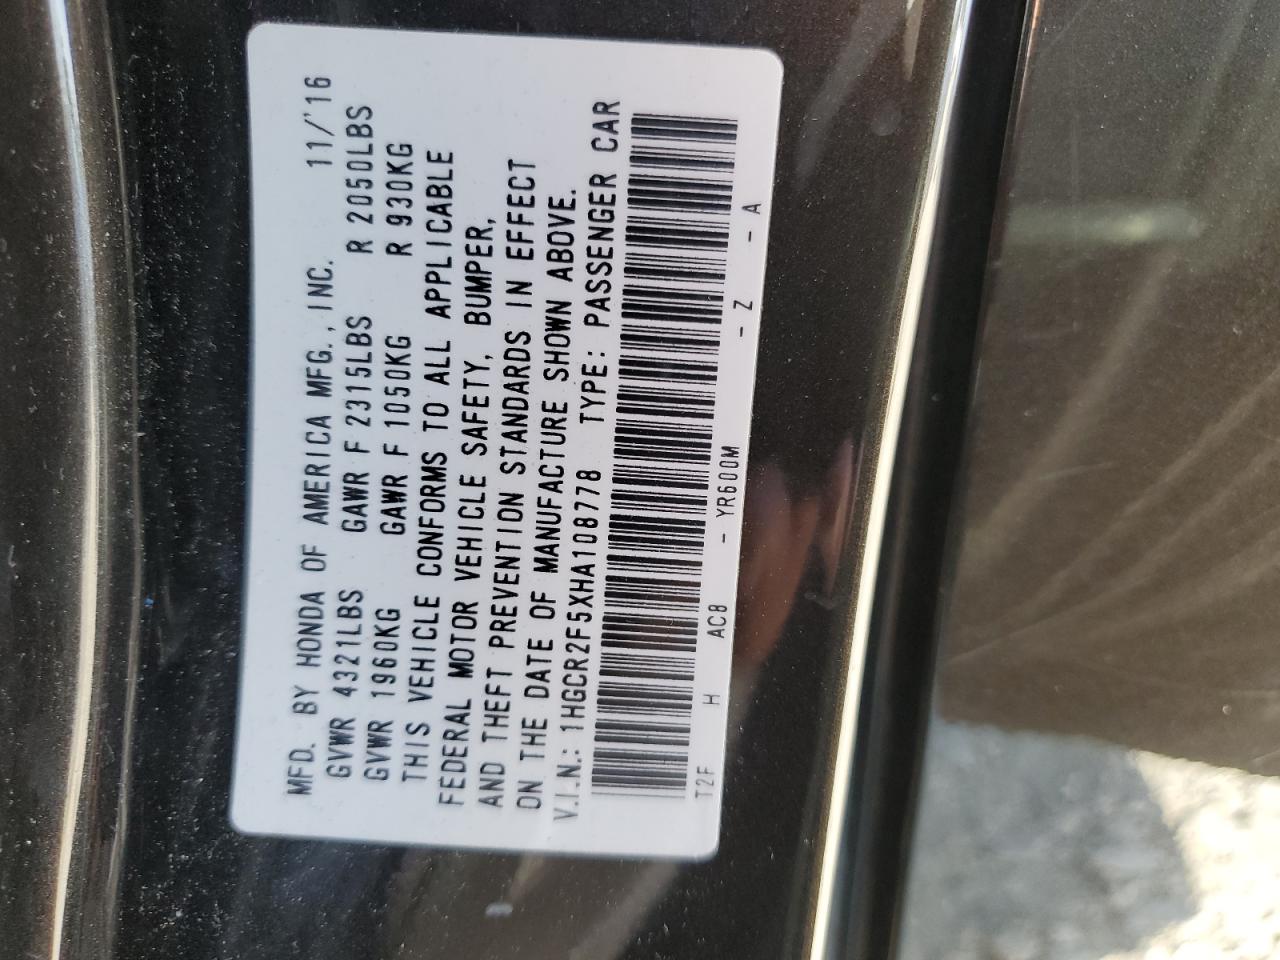 MFD. BY HONDA OF AMERICA MFG., INC. 11/'16
GVWR 4321LBS GAWR F 2315LBS R 2050LBS
GVWR 1960KG GAWR F 1050KG R 930KG
THIS VEHICLE CONFORMS TO ALL APPLICABLE
FEDERAL MOTOR VEHICLE SAFETY, BUMPER,
AND THEFT PREVENTION STANDARDS IN EFFECT
ON THE DATE OF MANUFACTURE SHOWN ABOVE.
V.I.N.: 1HGCR2F5XHA108778 TYPE: PASSENGER CAR
T2F H AC8 - YR600M - Z - A